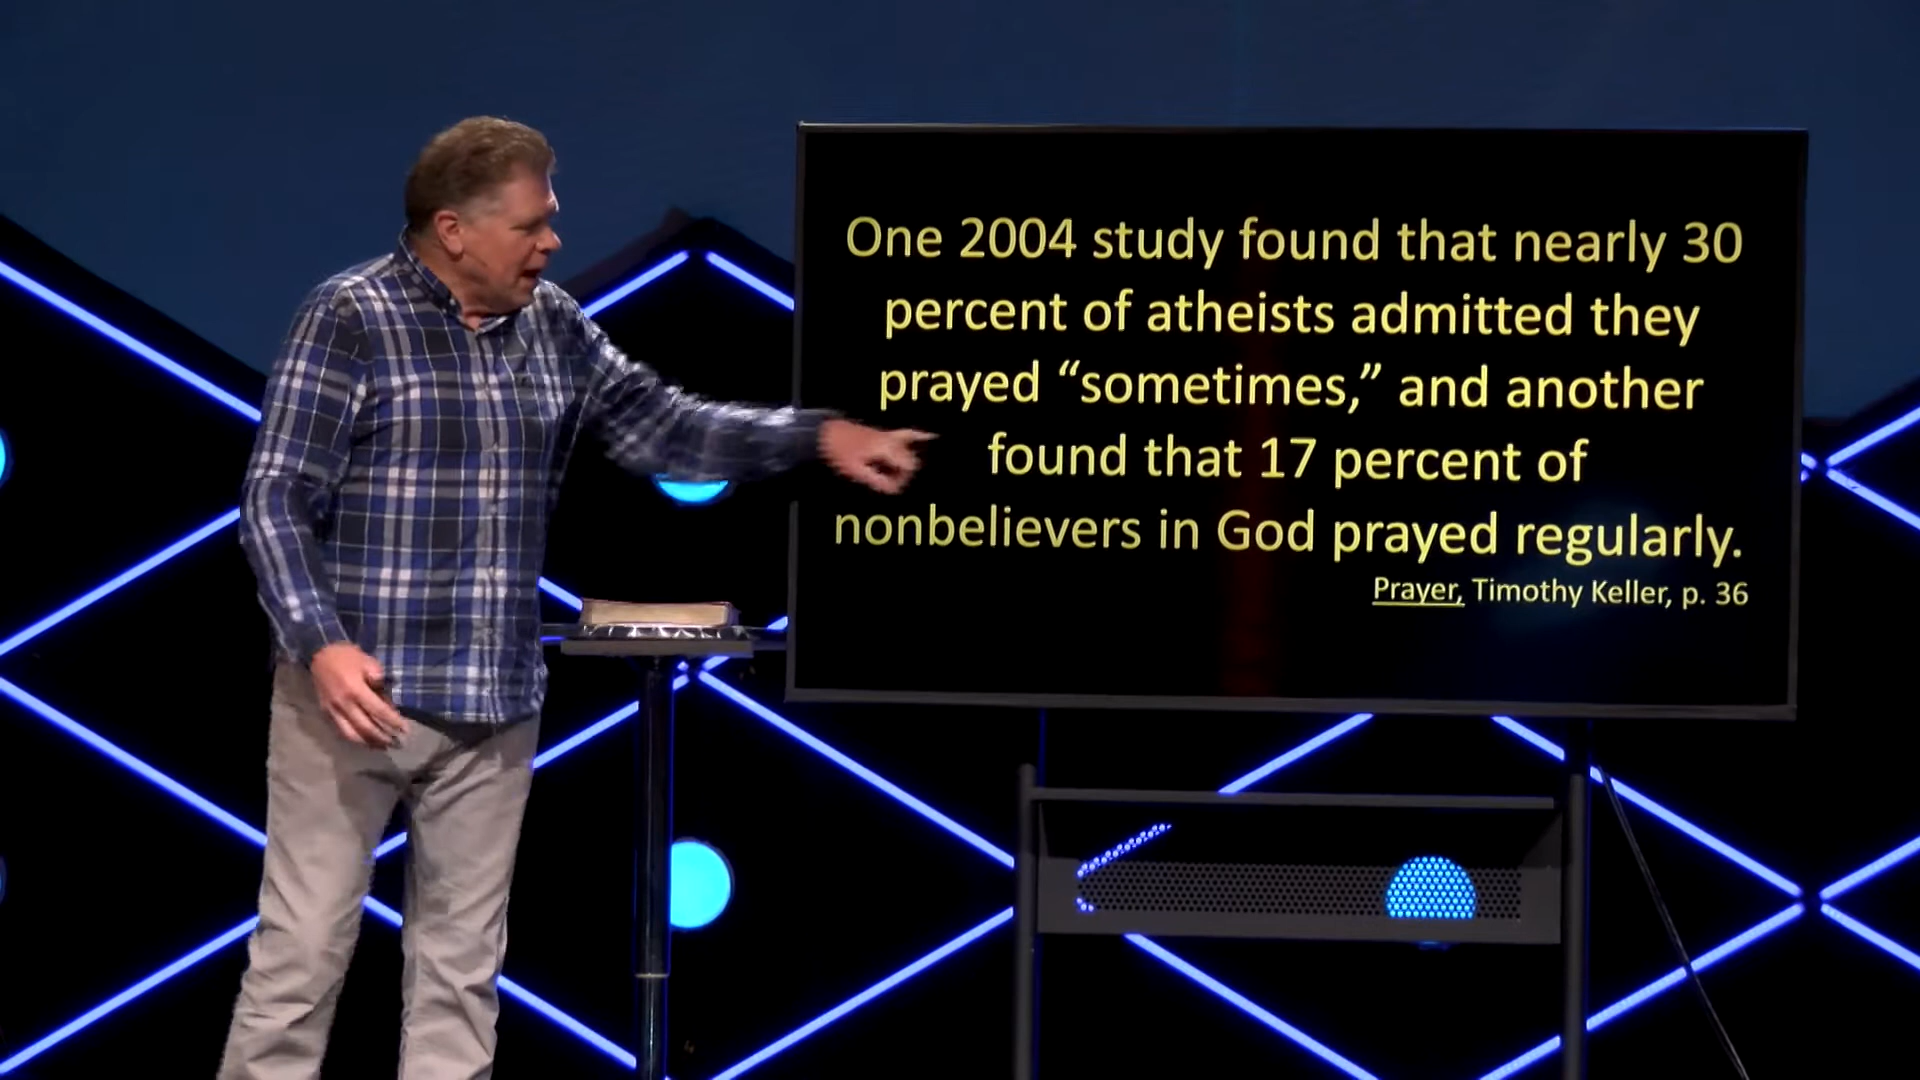 One 2004 study found that nearly 30
percent of atheists admitted they
prayed “sometimes,” and another
found that 17 percent of
nonbelievers in God prayed regularly.
Prayer, Timothy Keller, p. 36